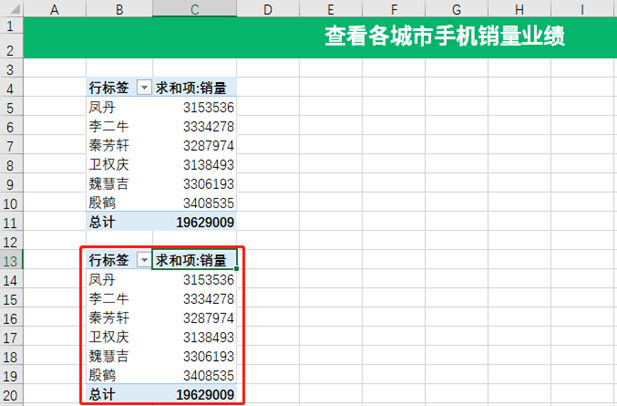 A B C D E F G H I
1
2 查看各城市手机销量业绩
3
4 行标签 求和项:销量
5 凤丹 3153536
6 李二牛 3334278
7 秦芳轩 3287974
8 卫权庆 3138493
9 魏慧吉 3306193
10 殷鹤 3408535
11 总计 19629009
12
13 行标签 求和项:销量
14 凤丹 3153536
15 李二牛 3334278
16 秦芳轩 3287974
17 卫权庆 3138493
18 魏慧吉 3306193
19 殷鹤 3408535
20 总计 19629009